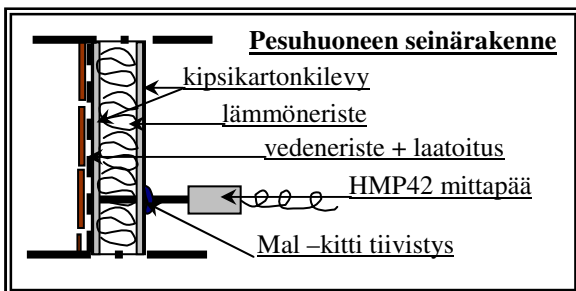 Pesuhuoneen seinärakenne
kipsikartonkilevy
lämmöneriste
vedeneriste + laatoitus
HMP42 mittapää
Mal –kitti tiivistys